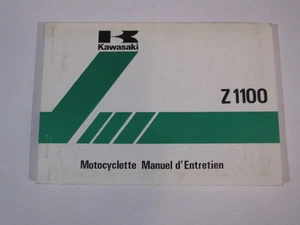 Kawasaki
Z1100
Motocyclette Manuel d'Entretien